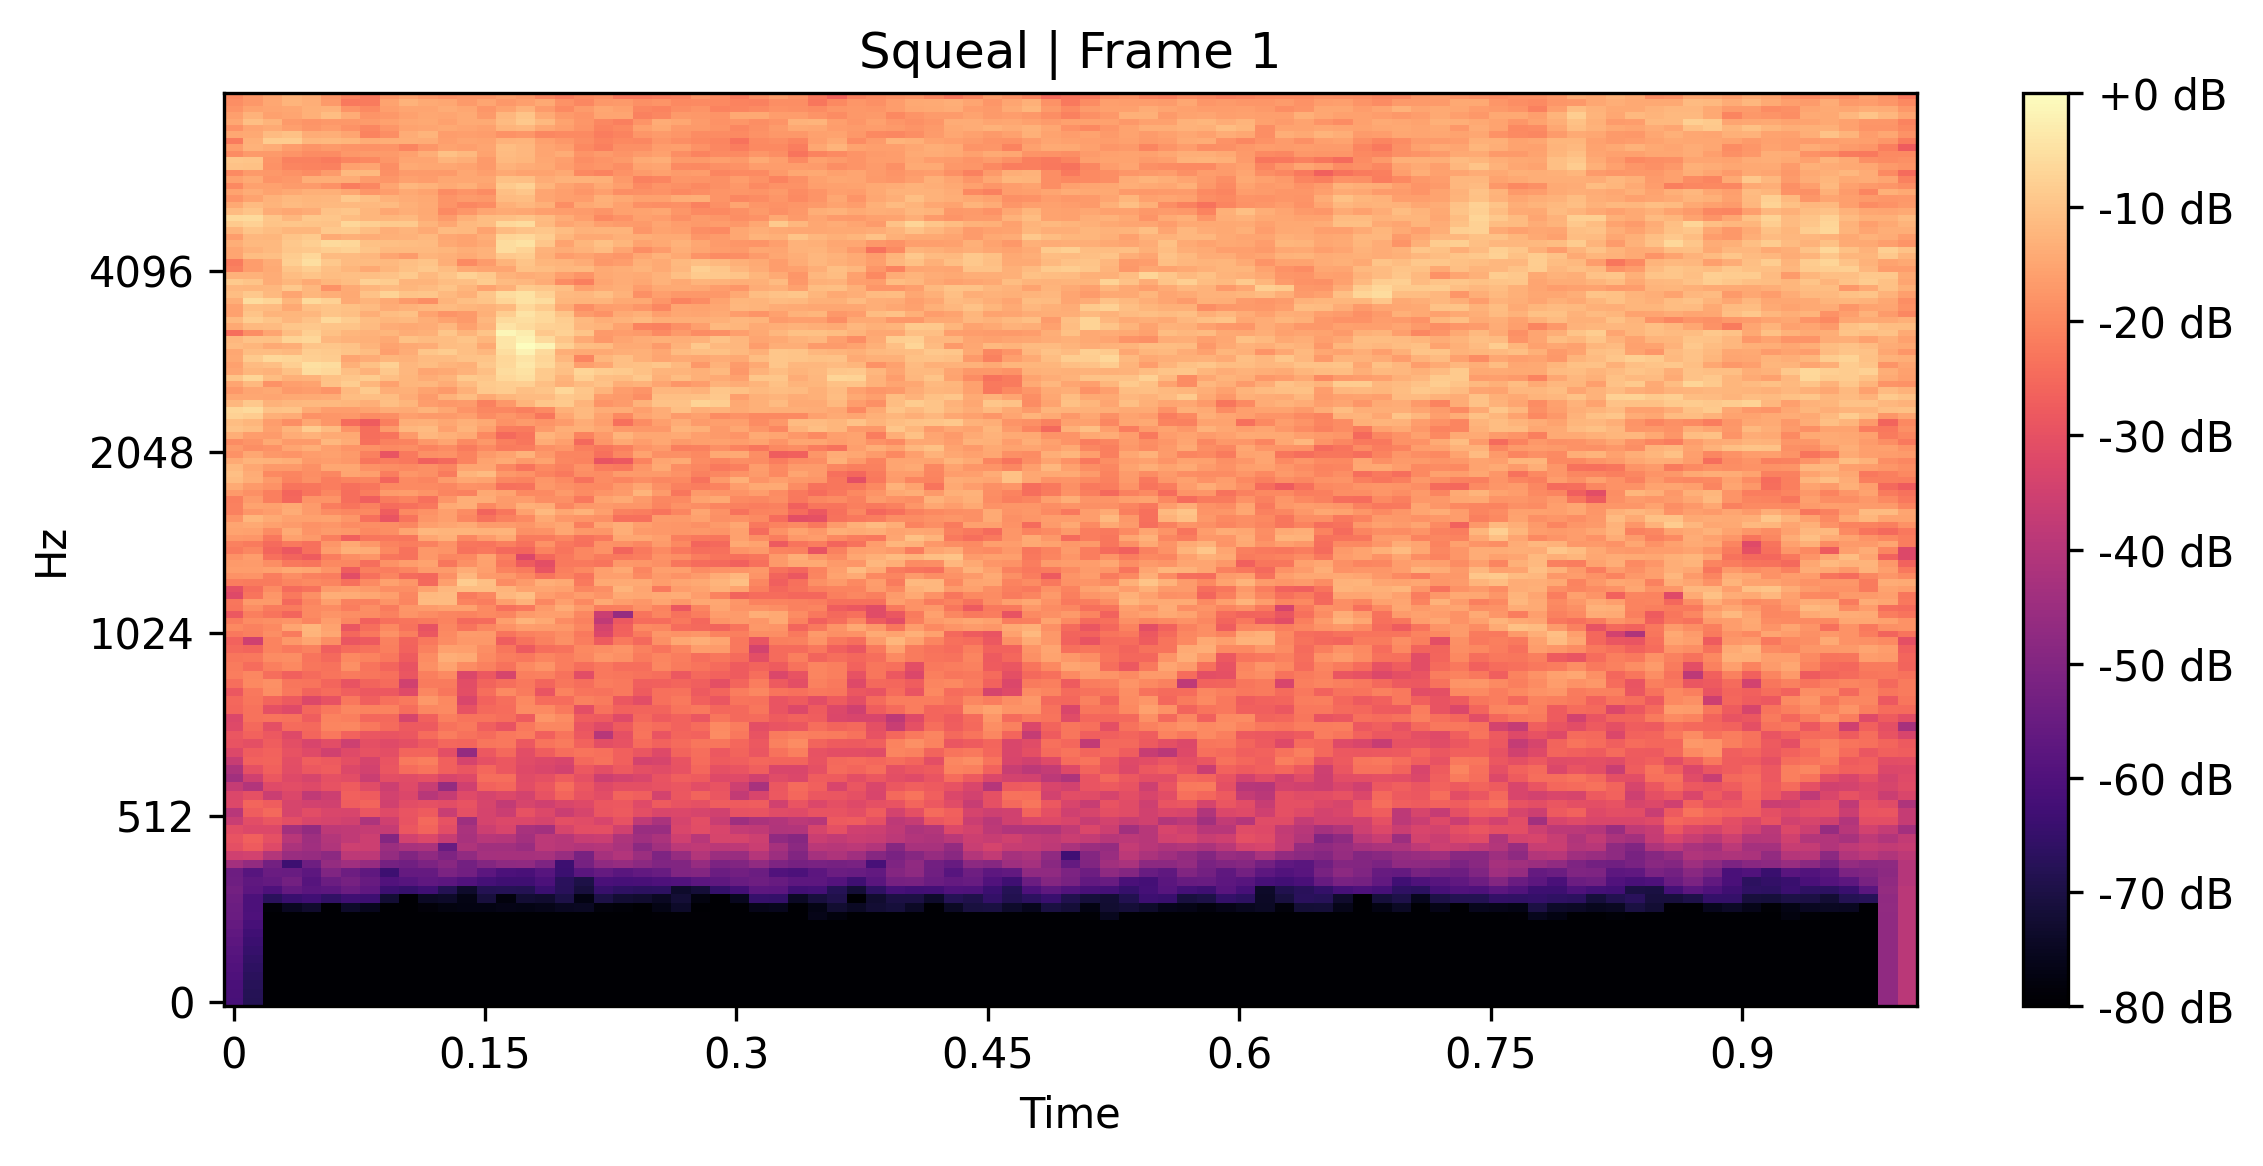 Squeal | Frame 1
Hz
4096
2048
1024
512
0
0 0.15 0.3 0.45 0.6 0.75 0.9
Time
+0 dB
-10 dB
-20 dB
-30 dB
-40 dB
-50 dB
-60 dB
-70 dB
-80 dB